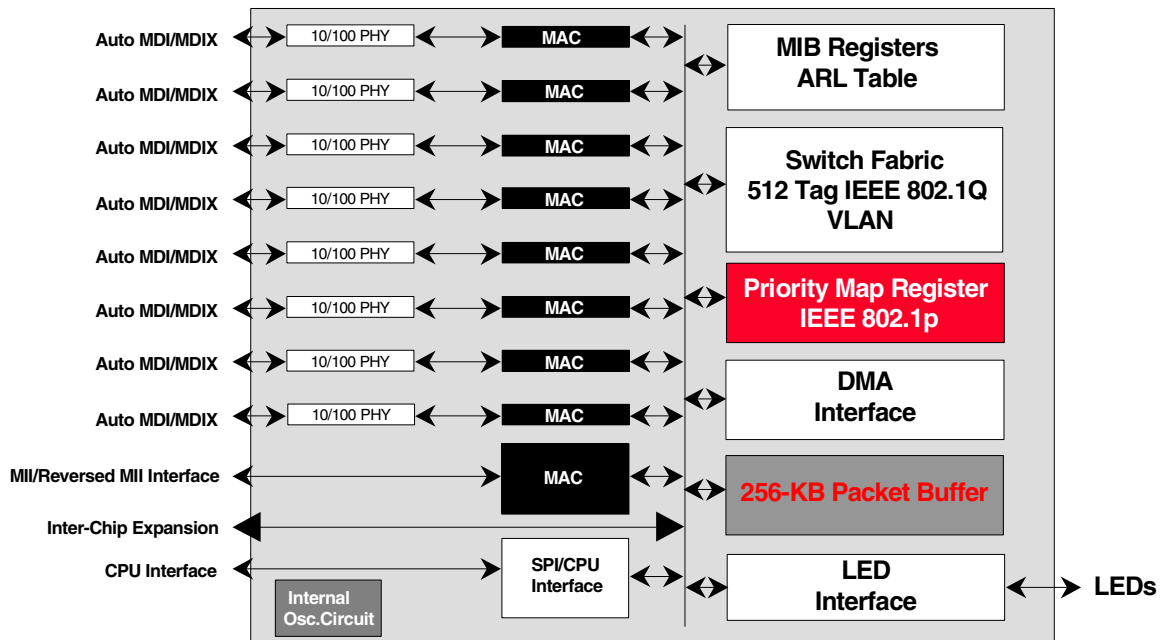 Auto MDI/MDIX
10/100 PHY
MAC
Auto MDI/MDIX
10/100 PHY
MAC
Auto MDI/MDIX
10/100 PHY
MAC
Auto MDI/MDIX
10/100 PHY
MAC
Auto MDI/MDIX
10/100 PHY
MAC
Auto MDI/MDIX
10/100 PHY
MAC
Auto MDI/MDIX
10/100 PHY
MAC
Auto MDI/MDIX
10/100 PHY
MAC
MII/Reversed MII Interface
MAC
Inter-Chip Expansion
CPU Interface
SPI/CPU
Interface
Internal
Osc.Circuit
MIB Registers
ARL Table
Switch Fabric
512 Tag IEEE 802.1Q
VLAN
Priority Map Register
IEEE 802.1p
DMA
Interface
256-KB Packet Buffer
LED
Interface
LEDs